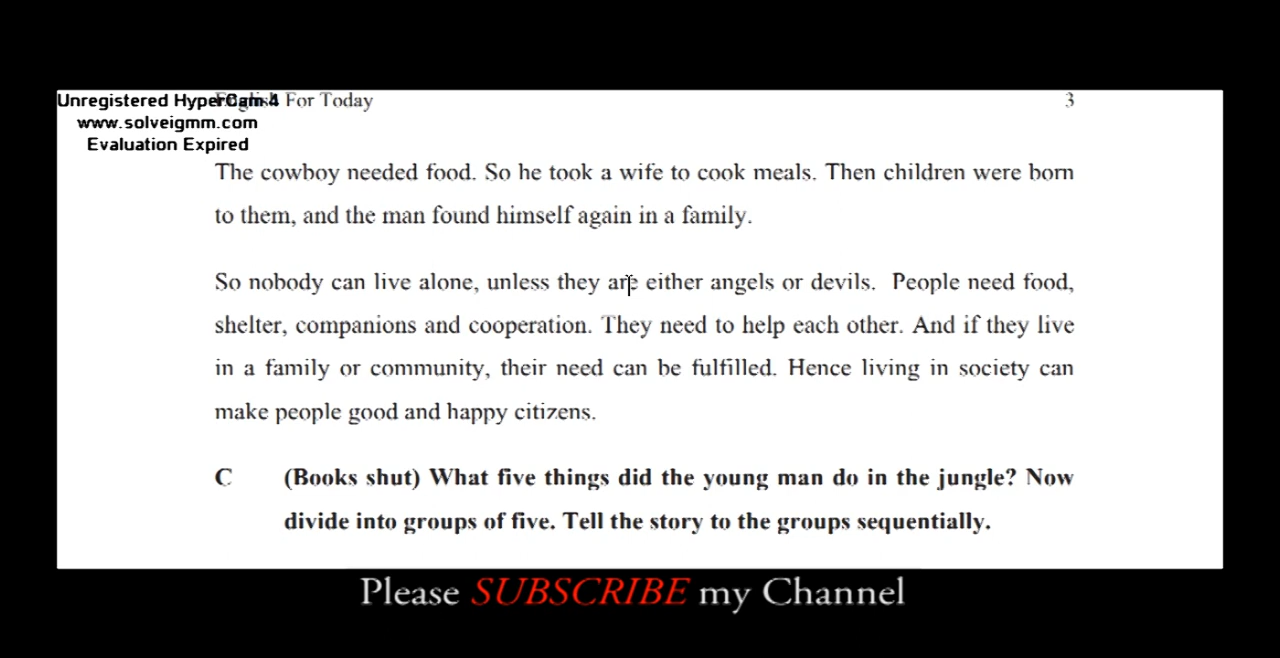 Unregistered HyperCam 4
www.solveigmm.com
Evaluation Expired
For Today 3
The cowboy needed food. So he took a wife to cook meals. Then children were born
to them, and the man found himself again in a family.
So nobody can live alone, unless they are either angels or devils. People need food,
shelter, companions and cooperation. They need to help each other. And if they live
in a family or community, their need can be fulfilled. Hence living in society can
make people good and happy citizens.
C (Books shut) What five things did the young man do in the jungle? Now
divide into groups of five. Tell the story to the groups sequentially.
Please SUBSCRIBE my Channel